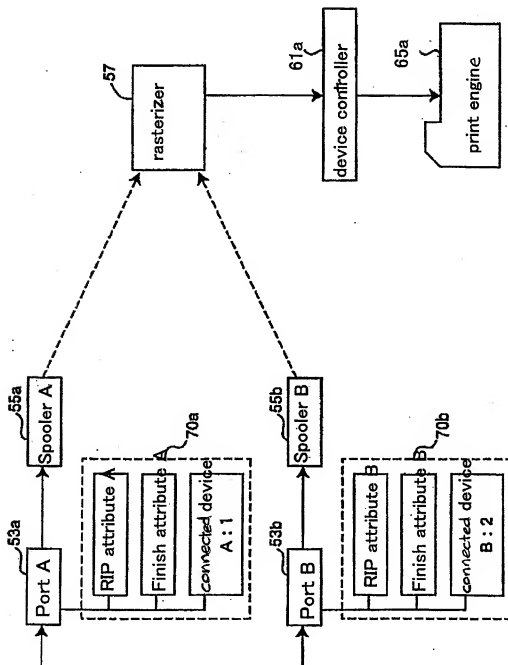 53a
Port A
55a
Spooler A
RIP attribute A
Finish attribute A
70a
connected device
A : 1
53b
Port B
55b
Spooler B
RIP attribute B
Finish attribute B
70b
connected device
B : 2
57
rasterizer
61a
device controller
65a
print engine